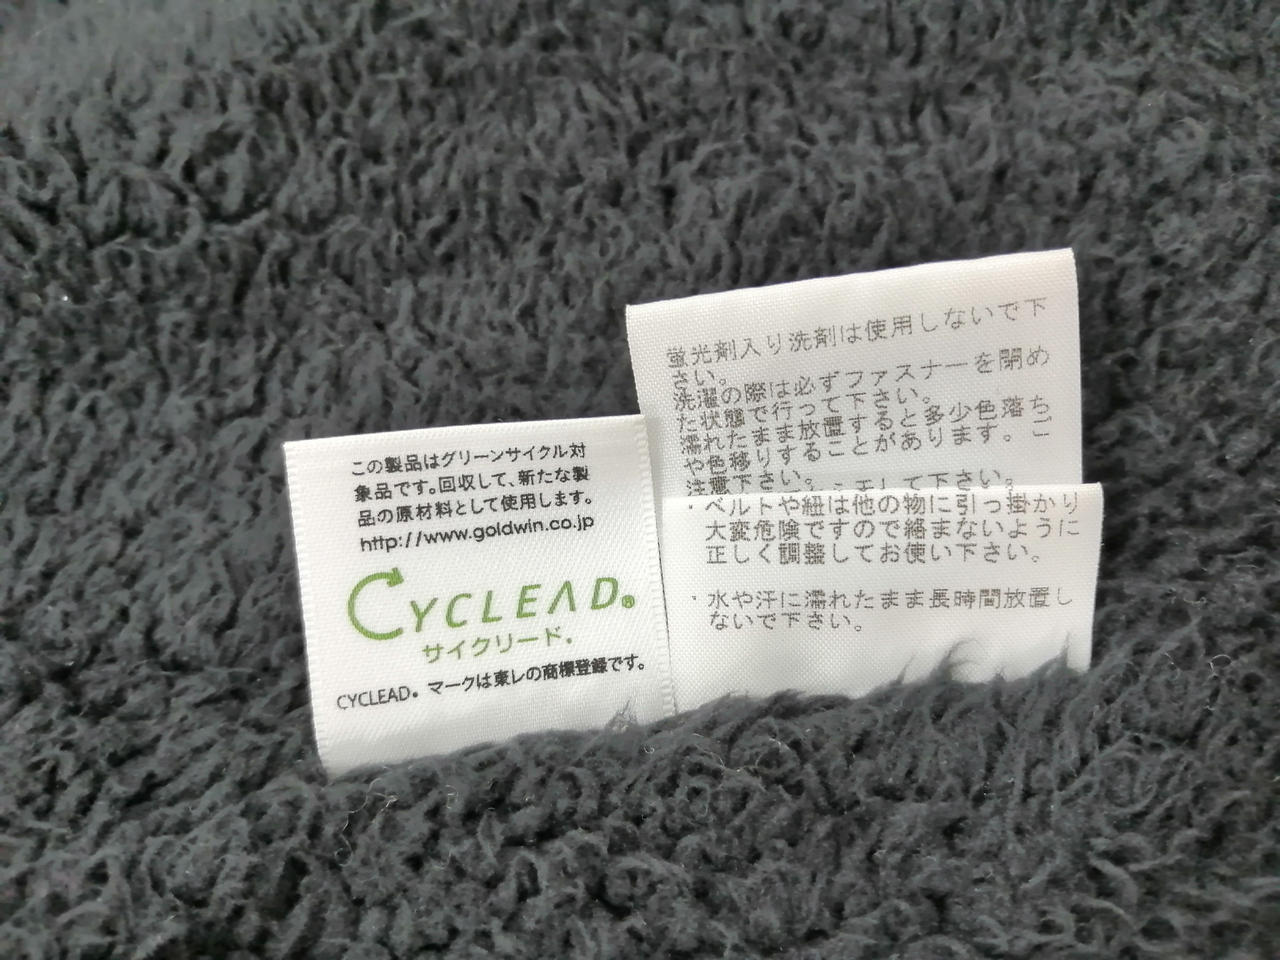 この製品はグリーンサイクル対
象品です。回収して、新たな製
品の原材料として使用します。
http://www.goldwin.co.jp
CYCLEAD®
サイクリード®
CYCLEAD® マークは東レの商標登録です。
蛍光剤入り洗剤は使用しないで下
さい。
洗濯の際は必ずファスナーを閉め
た状態で行って下さい。
濡れたまま放置すると多少色落ち
や色移りすることがあります。ご
注意下さい。
して下さい。
・ベルトや紐は他の物に引っ掛かり
大変危険ですので絡まないように
正しく調整してお使い下さい。
・水や汗に濡れたまま長時間放置し
ないで下さい。